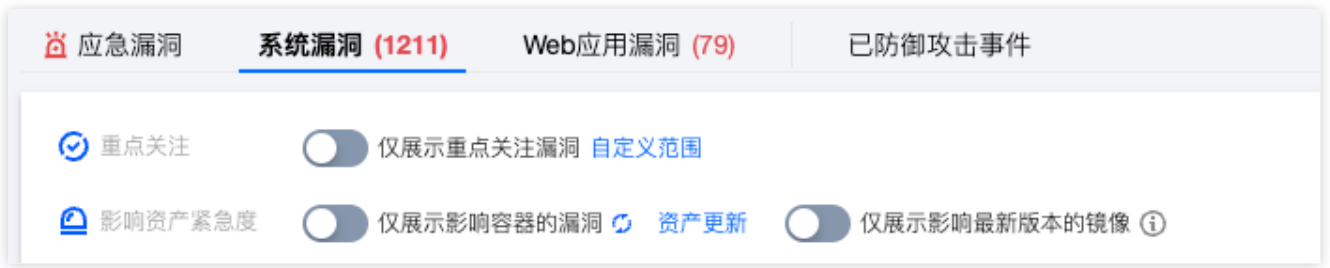 应急漏洞 系统漏洞 (1211) Web应用漏洞 (79) 已防御攻击事件
重点关注 仅展示重点关注漏洞 自定义范围
影响资产紧急度 仅展示影响容器的漏洞 资产更新 仅展示影响最新版本的镜像